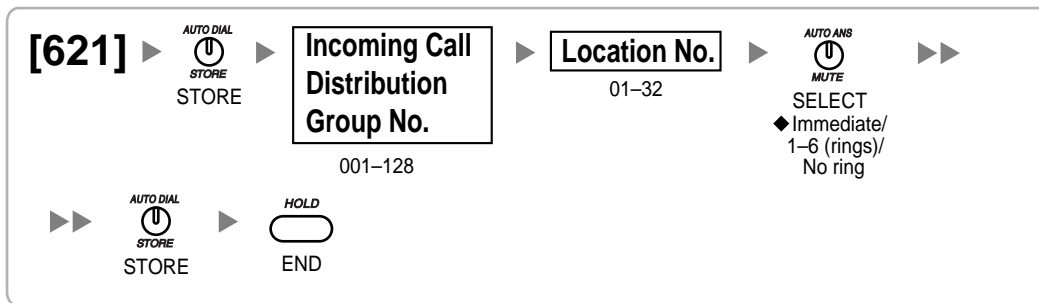 [621]
AUTO DIAL
STORE
STORE
Incoming Call
Distribution
Group No.
001–128
Location No.
01–32
AUTO ANS
MUTE
SELECT
◆Immediate/
1–6 (rings)/
No ring
AUTO DIAL
STORE
STORE
HOLD
END